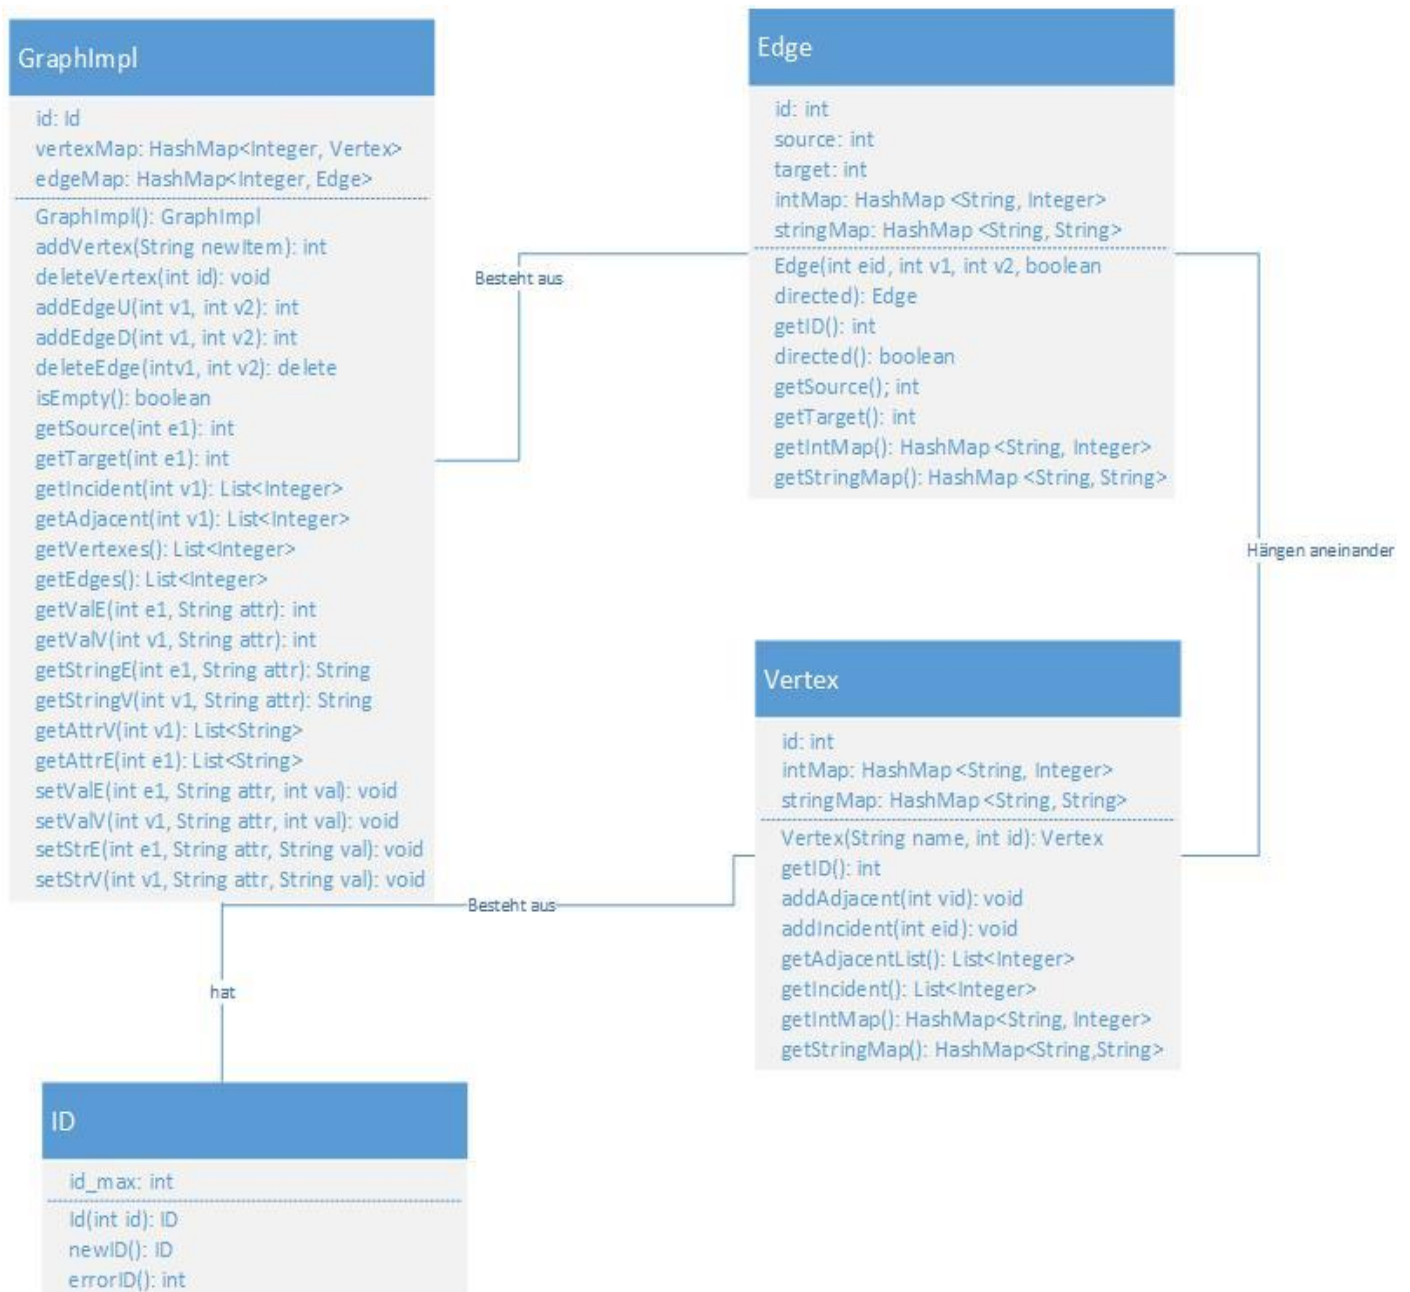 GraphImpl
id: Id
vertexMap: HashMap<Integer, Vertex>
edgeMap: HashMap<Integer, Edge>
GraphImpl(): GraphImpl
addVertex(String newItem): int
deleteVertex(int id): void
addEdgeU(int v1, int v2): int
addEdgeD(int v1, int v2): int
deleteEdge(intv1, int v2): delete
isEmpty(): boolean
getSource(int e1): int
getTarget(int e1): int
getIncident(int v1): List<Integer>
getAdjacent(int v1): List<Integer>
getVertexes(): List<Integer>
getEdges(): List<Integer>
getValE(int e1, String attr): int
getValV(int v1, String attr): int
getStringE(int e1, String attr): String
getStringV(int v1, String attr): String
getAttrV(int v1): List<String>
getAttrE(int e1): List<String>
setValE(int e1, String attr, int val): void
setValV(int v1, String attr, int val): void
setStrE(int e1, String attr, String val): void
setStrV(int v1, String attr, String val): void
Besteht aus
Edge
id: int
source: int
target: int
intMap: HashMap <String, Integer>
stringMap: HashMap <String, String>
Edge(int eid, int v1, int v2, boolean
directed): Edge
getID(): int
directed(): boolean
getSource(); int
getTarget(): int
getIntMap(): HashMap <String, Integer>
getStringMap(): HashMap <String, String>
Hängen aneinander
Vertex
id: int
intMap: HashMap <String, Integer>
stringMap: HashMap <String, String>
Vertex(String name, int id): Vertex
getID(): int
addAdjacent(int vid): void
addIncident(int eid): void
getAdjacentList(): List<Integer>
getIncident(): List<Integer>
getIntMap(): HashMap<String, Integer>
getStringMap(): HashMap<String,String>
Besteht aus
hat
ID
id_max: int
Id(int id): ID
newID(): ID
errorID(): int